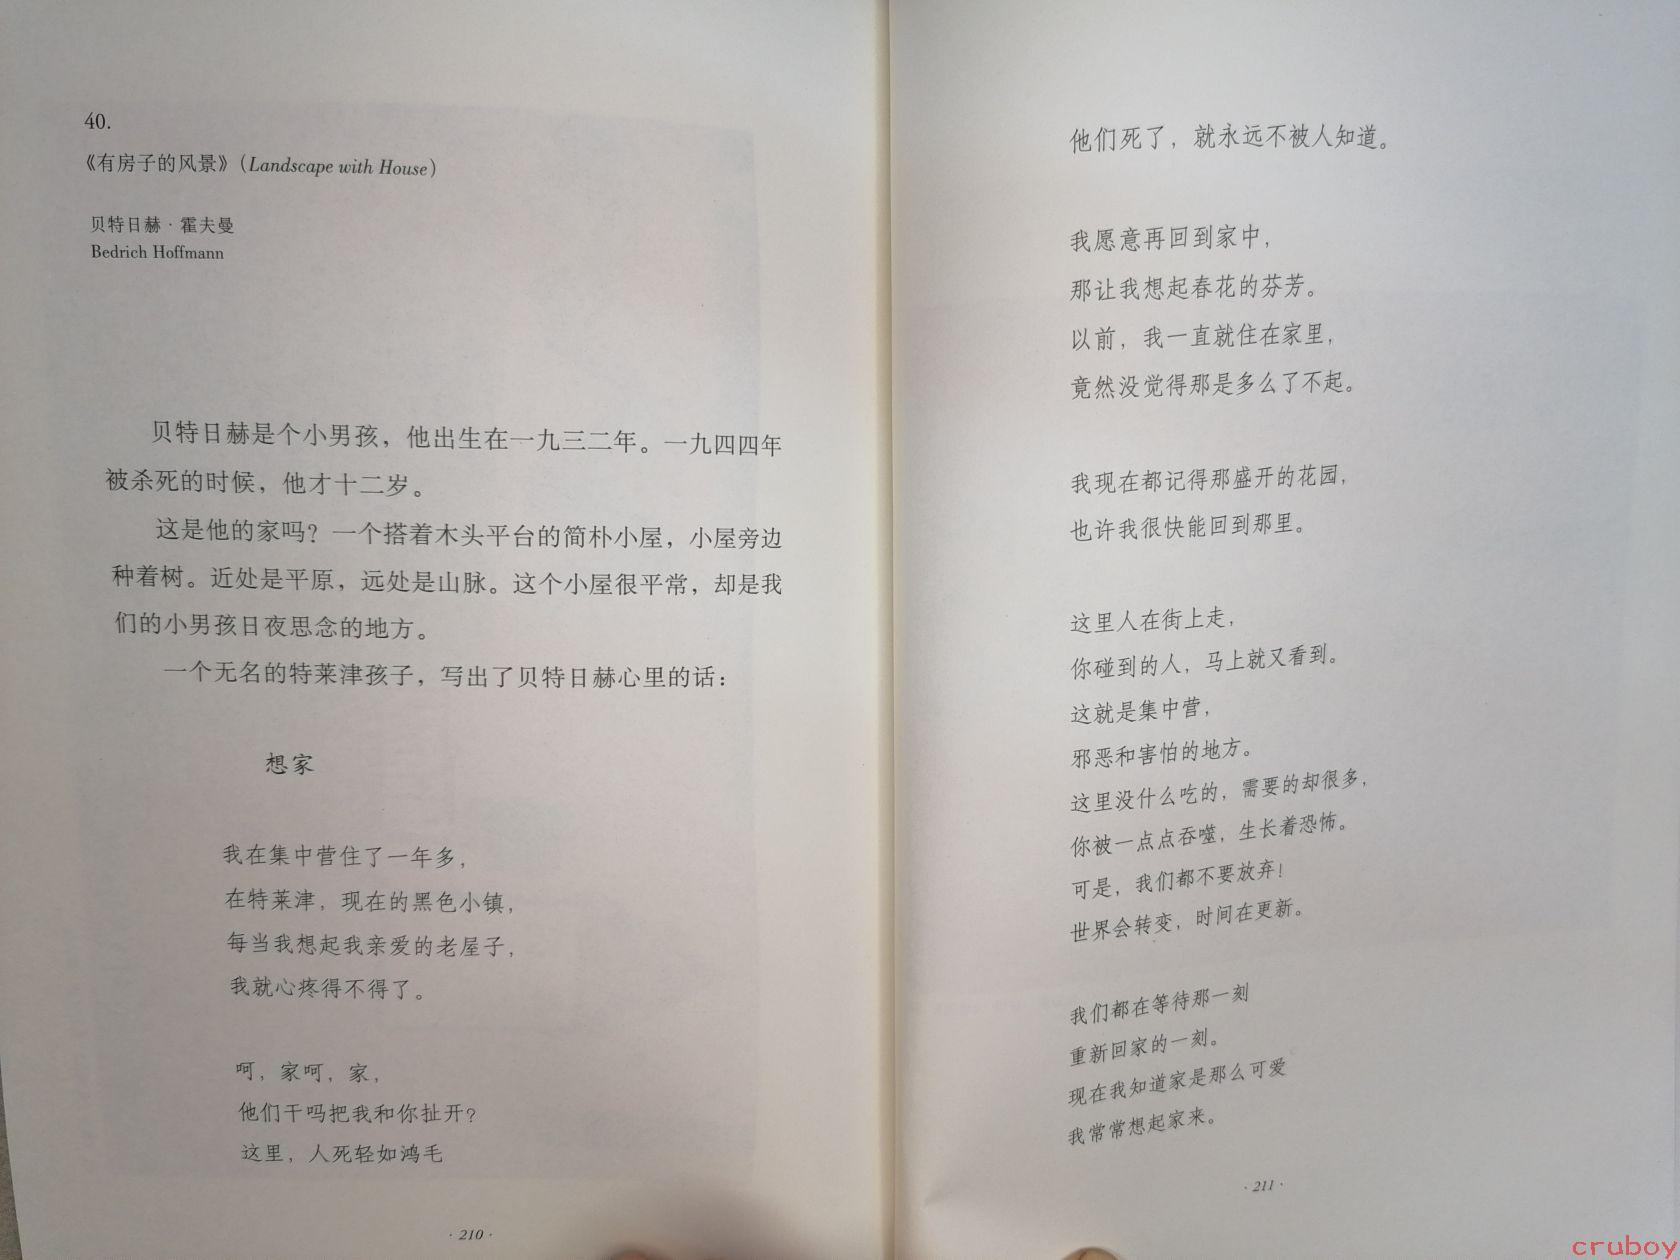 40.
《有房子的风景》（Landscape with House）
贝特日赫·霍夫曼
Bedrich Hoffmann
贝特日赫是个小男孩，他出生在一九三二年。一九四四年
被杀死的时候，他才十二岁。
这是他的家吗？一个搭着木头平台的简朴小屋，小屋旁边
种着树。近处是平原，远处是山脉。这个小屋很平常，却是我
们的小男孩日夜思念的地方。
一个无名的特莱津孩子，写出了贝特日赫心里的话：
想家
我在集中营住了一年多，
在特莱津，现在的黑色小镇，
每当我想起我亲爱的老屋子，
我就心疼得不得了。
呵，家呵，家，
他们干吗把我和你扯开？
这里，人死轻如鸿毛
· 210 ·
他们死了，就永远不被人知道。
我愿意再回到家中，
那让我想起春花的芬芳。
以前，我一直就住在家里，
竟然没觉得那是多么了不起。
我现在都记得那盛开的花园，
也许我很快能回到那里。
这里人在街上走，
你碰到的人，马上就又看到。
这就是集中营，
邪恶和害怕的地方。
这里没什么吃的，需要的却很多，
你被一点点吞噬，生长着恐怖。
可是，我们都不要放弃！
世界会转变，时间在更新。
我们都在等待那一刻
重新回家的一刻。
现在我知道家是那么可爱
我常常想起家来。
· 211 ·
cruboy